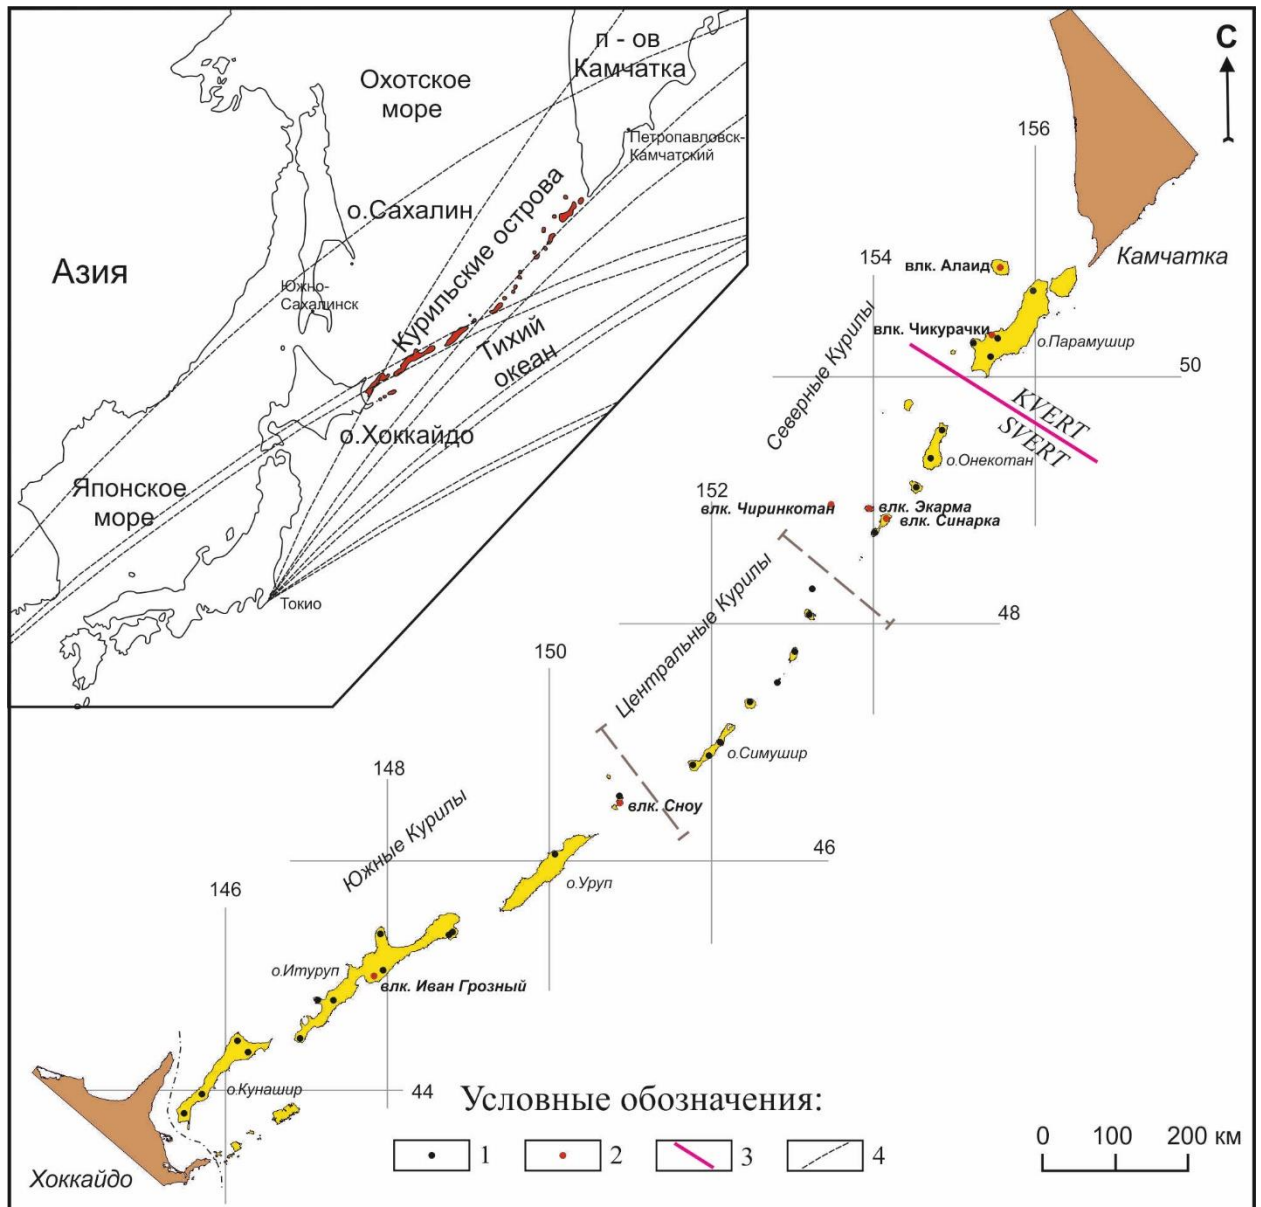 п - ов
Камчатка
Охотское
море
Петропавловск-
Камчатский
о.Сахалин
Азия
Южно-
Сахалинск
Курильские острова
Тихий
океан
о.Хоккайдо
Японское
море
Токио
С
156
Камчатка
154
влк. Алаид
влк. Чикурачки
о.Парамушир
50
Северные Курилы
KVERT
SVERT
о.Онекотан
152
влк. Чиринкотан
влк. Экарма
влк. Синарка
Центральные Курилы
48
150
о.Симушир
148
влк. Сноу
Южные Курилы
46
о.Уруп
146
о.Итуруп
влк. Иван Грозный
о.Кунашир
44
Хоккайдо
Условные обозначения:
1 2 3 4
0 100 200 км